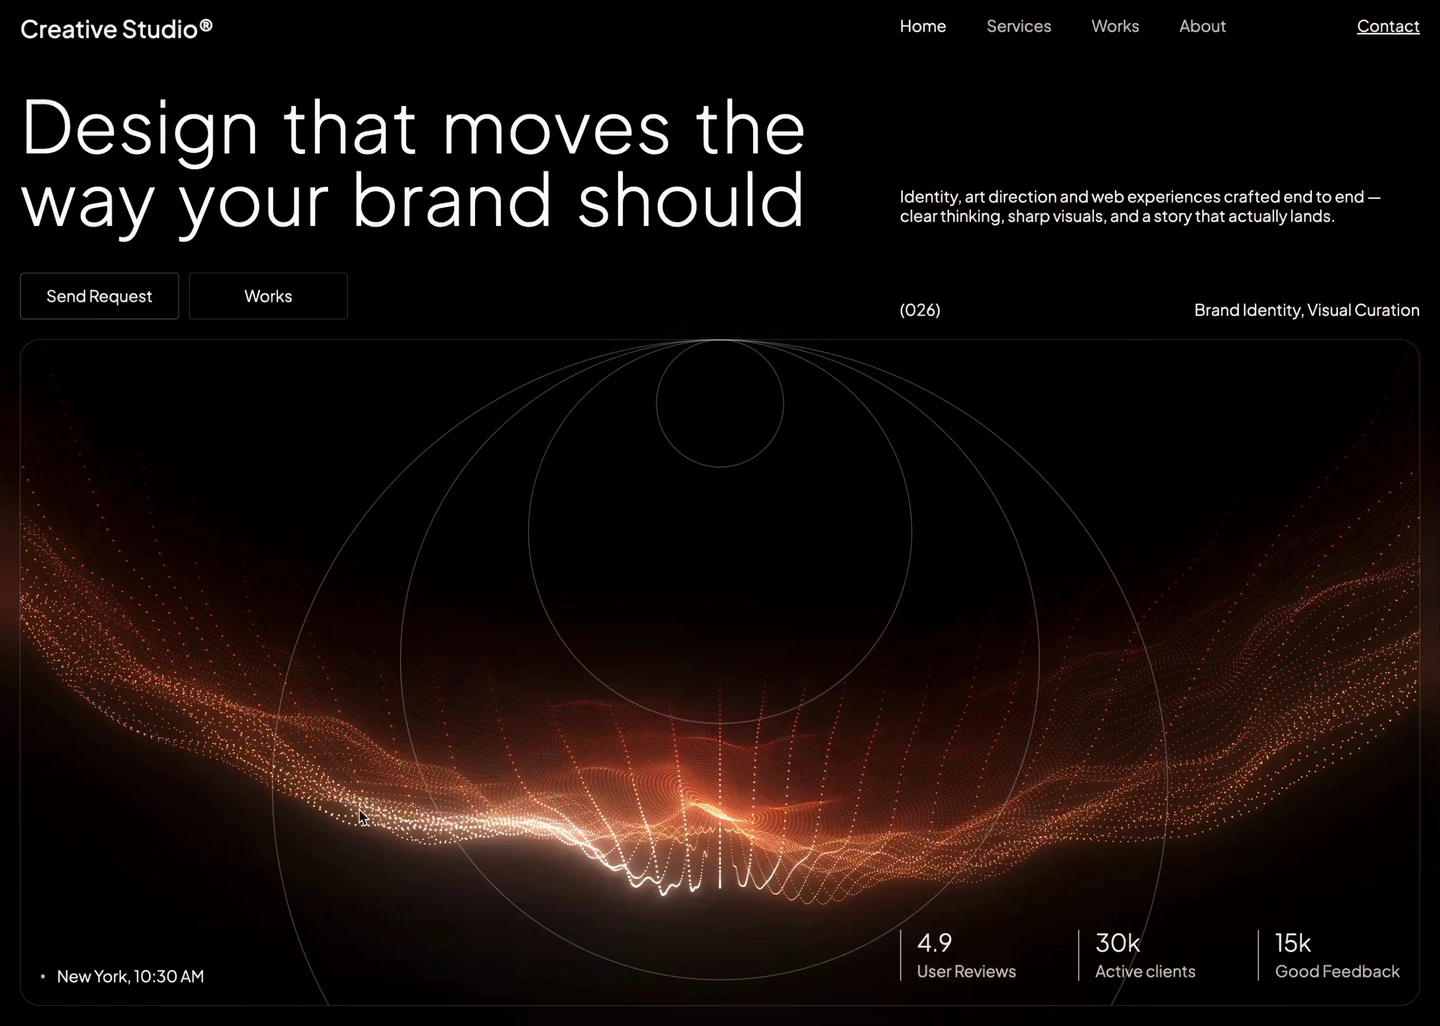 Creative Studio®
Home
Services
Works
About
Contact
Design that moves the
way your brand should
Identity, art direction and web experiences crafted end to end —
clear thinking, sharp visuals, and a story that actually lands.
Send Request
Works
(026)
Brand Identity, Visual Curation
• New York, 10:30 AM
4.9
User Reviews
30k
Active clients
15k
Good Feedback